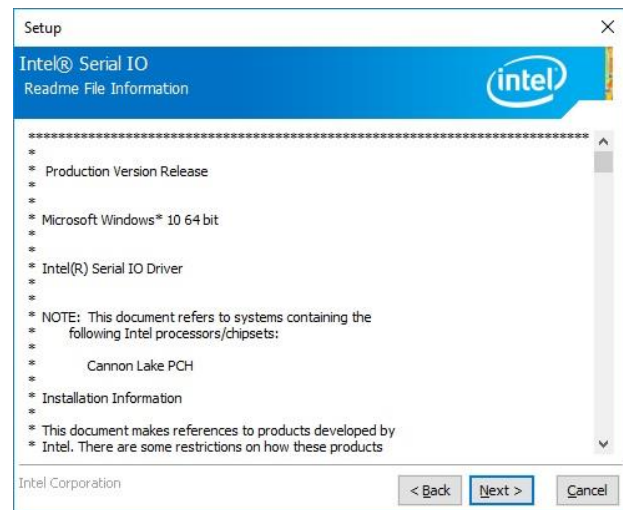 Setup
Intel® Serial IO
Readme File Information
intel
******************************************************************************
*
* Production Version Release
*
*
* Microsoft Windows* 10 64 bit
*
*
* Intel(R) Serial IO Driver
*
*
* NOTE: This document refers to systems containing the
* following Intel processors/chipsets:
*
* Cannon Lake PCH
*
* Installation Information
*
* This document makes references to products developed by
* Intel. There are some restrictions on how these products
Intel Corporation
< Back Next > Cancel